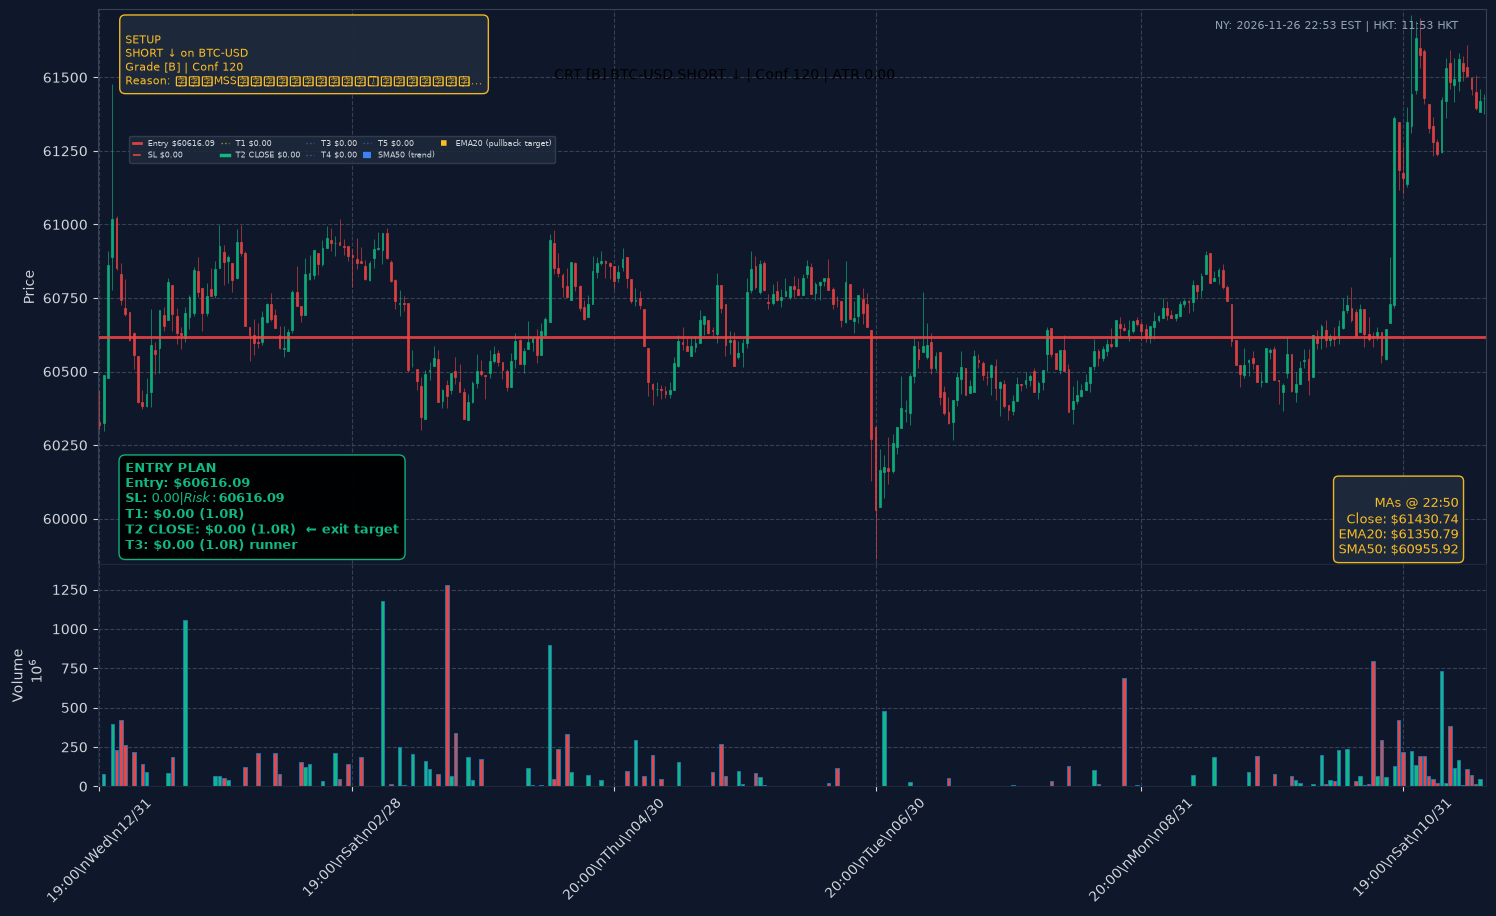 NY: 2026-11-26 22:53 EST | HKT: 11:53 HKT
SETUP
SHORT ↓ on BTC-USD
Grade [B] | Conf 120
Reason: MSS ...
CRT [B] BTC-USD SHORT ↓ | Conf 120 | ATR 0.00
Entry $60616.09
SL $0.00
T1 $0.00
T2 CLOSE $0.00
T3 $0.00
T4 $0.00
T5 $0.00
SMA50 (trend)
EMA20 (pullback target)
Price
61500
61250
61000
60750
60500
60250
60000
ENTRY PLAN
Entry: $60616.09
SL: 0.00|Risk:60616.09
T1: $0.00 (1.0R)
T2 CLOSE: $0.00 (1.0R) ← exit target
T3: $0.00 (1.0R) runner
MAs @ 22:50
Close: $61430.74
EMA20: $61350.79
SMA50: $60955.92
Volume
10⁶
1250
1000
750
500
250
0
19:00\nWed\n12/31
19:00\nSat\n02/28
20:00\nThu\n04/30
20:00\nTue\n06/30
20:00\nMon\n08/31
19:00\nSat\n10/31